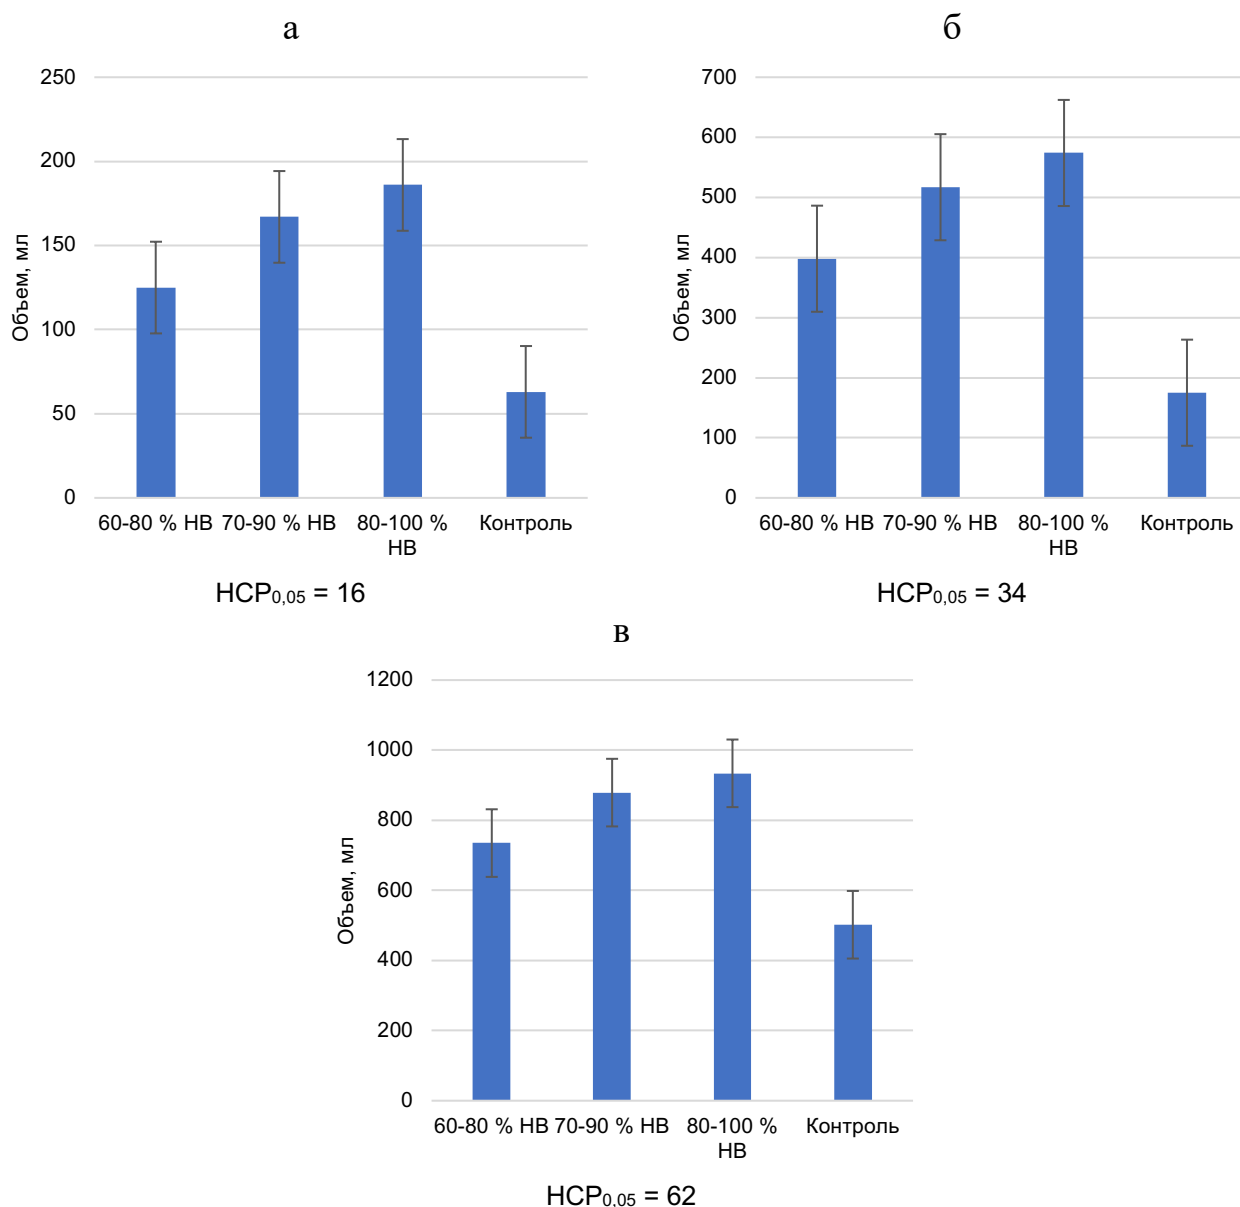 а
250
200
150
100
50
0
Объем, мл
60-80 % НВ 70-90 % НВ 80-100 % Контроль
НВ
НСР0,05 = 16
б
700
600
500
400
300
200
100
0
Объем, мл
60-80 % НВ 70-90 % НВ 80-100 % Контроль
НВ
НСР0,05 = 34
в
1200
1000
800
600
400
200
0
Объем, мл
60-80 % НВ 70-90 % НВ 80-100 % Контроль
НВ
НСР0,05 = 62